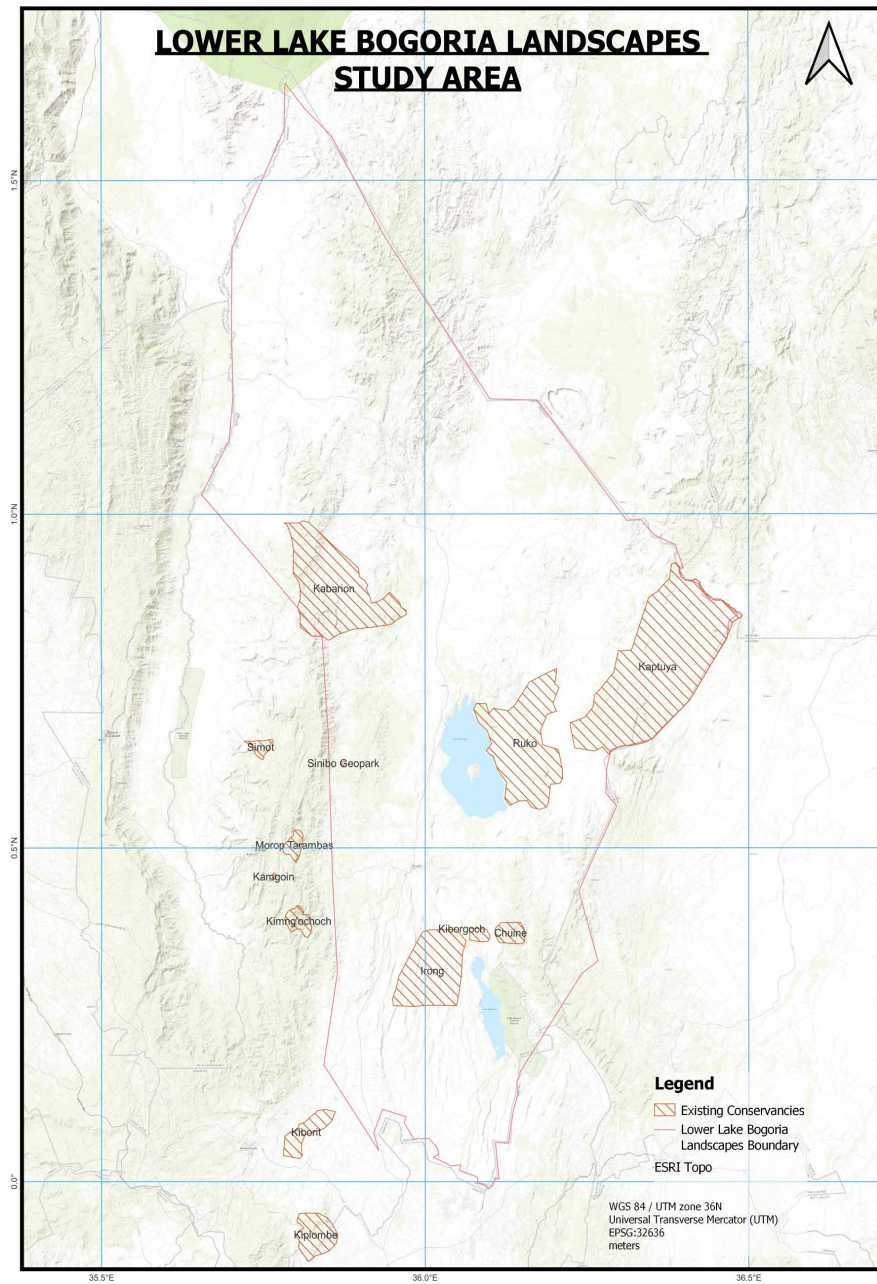 LOWER LAKE BOGORIA LANDSCAPES
STUDY AREA
1.5°N
1.0°N
Kabarion
Kaptuya
Ruko
Simot
Sinibo Geopark
0.5°N
Morop Tarambas
Kamgoin
Kimng'ochoch
Kiborgoch
Chuine
Irong
Legend
Existing Conservancies
Lower Lake Bogoria
Landscapes Boundary
ESRI Topo
Kiborit
0.0°
WGS 84 / UTM zone 36N
Universal Transverse Mercator (UTM)
EPSG:32636
meters
Kiplombe
35.5°E
36.0°E
36.5°E